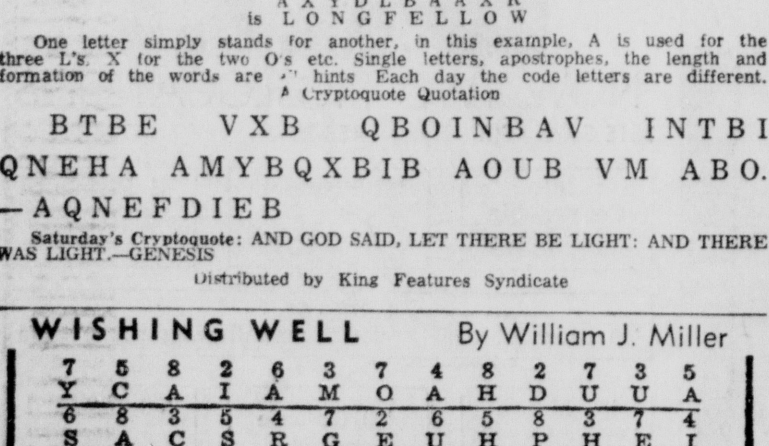 A X Y D L B A A X R
is L O N G F E L L O W
One letter simply stands for another, in this example, A is used for the
three L's, X for the two O's etc. Single letters, apostrophes, the length and
formation of the words are hints Each day the code letters are different.
A Cryptoquote Quotation
BTBE VXB QBOINBAV INTBI
QNEHA AMYBQXBIB AOUB VM ABO.
—AQNEFDIEB
Saturday's Cryptoquote: AND GOD SAID, LET THERE BE LIGHT: AND THERE
WAS LIGHT.—GENESIS
Distributed by King Features Syndicate
WISHING WELL By William J. Miller
7 5 8 2 6 3 7 4 8 2 7 3 5
Y C A I A M O A H D U U A
6 8 3 5 4 7 2 6 5 8 3 7 4
S A C S R G E U H P H E I